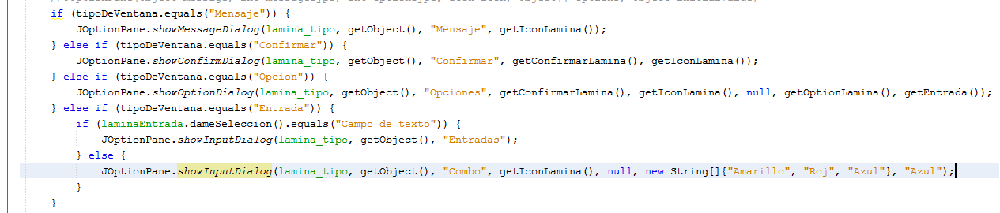 if (tipoDeVentana.equals("Mensaje")) {
JOptionPane.showMessageDialog(lamina_tipo, getObject(), "Mensaje", getIconLamina());
} else if (tipoDeVentana.equals("Confirmar")) {
JOptionPane.showConfirmDialog(lamina_tipo, getObject(), "Confirmar", getConfirmarLamina(), getIconLamina());
} else if (tipoDeVentana.equals("Opcion")) {
JOptionPane.showOptionDialog(lamina_tipo, getObject(), "Opciones", getConfirmarLamina(), getIconLamina(), null, getOptionLamina(), getEntrada());
} else if (tipoDeVentana.equals("Entrada")) {
if (laminaEntrada.dameSeleccion().equals("Campo de texto")) {
JOptionPane.showInputDialog(lamina_tipo, getObject(), "Entradas");
} else {
JOptionPane.showInputDialog(lamina_tipo, getObject(), "Combo", getIconLamina(), null, new String[]{"Amarillo", "Roj", "Azul"}, "Azul");
}
}